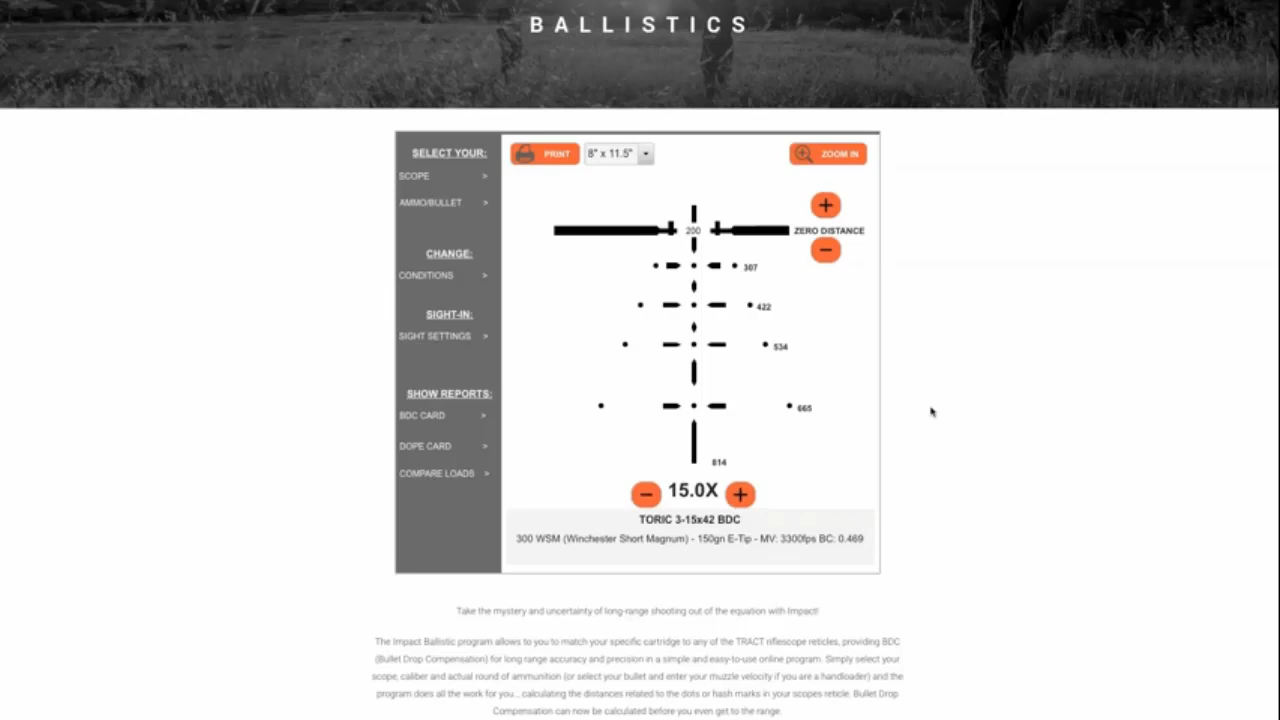 BALLISTICS
SELECT YOUR:
SCOPE >
AMMO/BULLET >
CHANGE:
CONDITIONS >
SIGHT-IN:
SIGHT SETTINGS >
SHOW REPORTS:
BDC CARD >
DOPE CARD >
COMPARE LOADS >
PRINT
8" x 11.5"
ZOOM IN
+
200
ZERO DISTANCE
−
307
422
534
665
814
− 15.0X +
TORIC 3-15x42 BDC
300 WSM (Winchester Short Magnum) - 150gn E-Tip - MV: 3300fps BC: 0.469
Take the mystery and uncertainty of long-range shooting out of the equation with Impact!
The Impact Ballistic program allows to you to match your specific cartridge to any of the TRACT riflescope reticles, providing BDC
(Bullet Drop Compensation) for long range accuracy and precision in a simple and easy-to-use online program. Simply select your
scope, caliber and actual round of ammunition (or select your bullet and enter your muzzle velocity if you are a handloader) and the
program does all the work for you... calculating the distances related to the dots or hash marks in your scopes reticle. Bullet Drop
Compensation can now be calculated before you even get to the range.